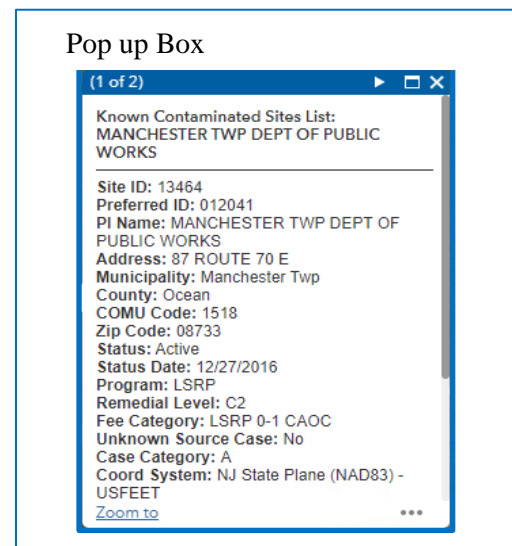 Pop up Box
(1 of 2)
Known Contaminated Sites List:
MANCHESTER TWP DEPT OF PUBLIC
WORKS
Site ID: 13464
Preferred ID: 012041
PI Name: MANCHESTER TWP DEPT OF
PUBLIC WORKS
Address: 87 ROUTE 70 E
Municipality: Manchester Twp
County: Ocean
COMU Code: 1518
Zip Code: 08733
Status: Active
Status Date: 12/27/2016
Program: LSRP
Remedial Level: C2
Fee Category: LSRP 0-1 CAOC
Unknown Source Case: No
Case Category: A
Coord System: NJ State Plane (NAD83) -
USFEET
Zoom to